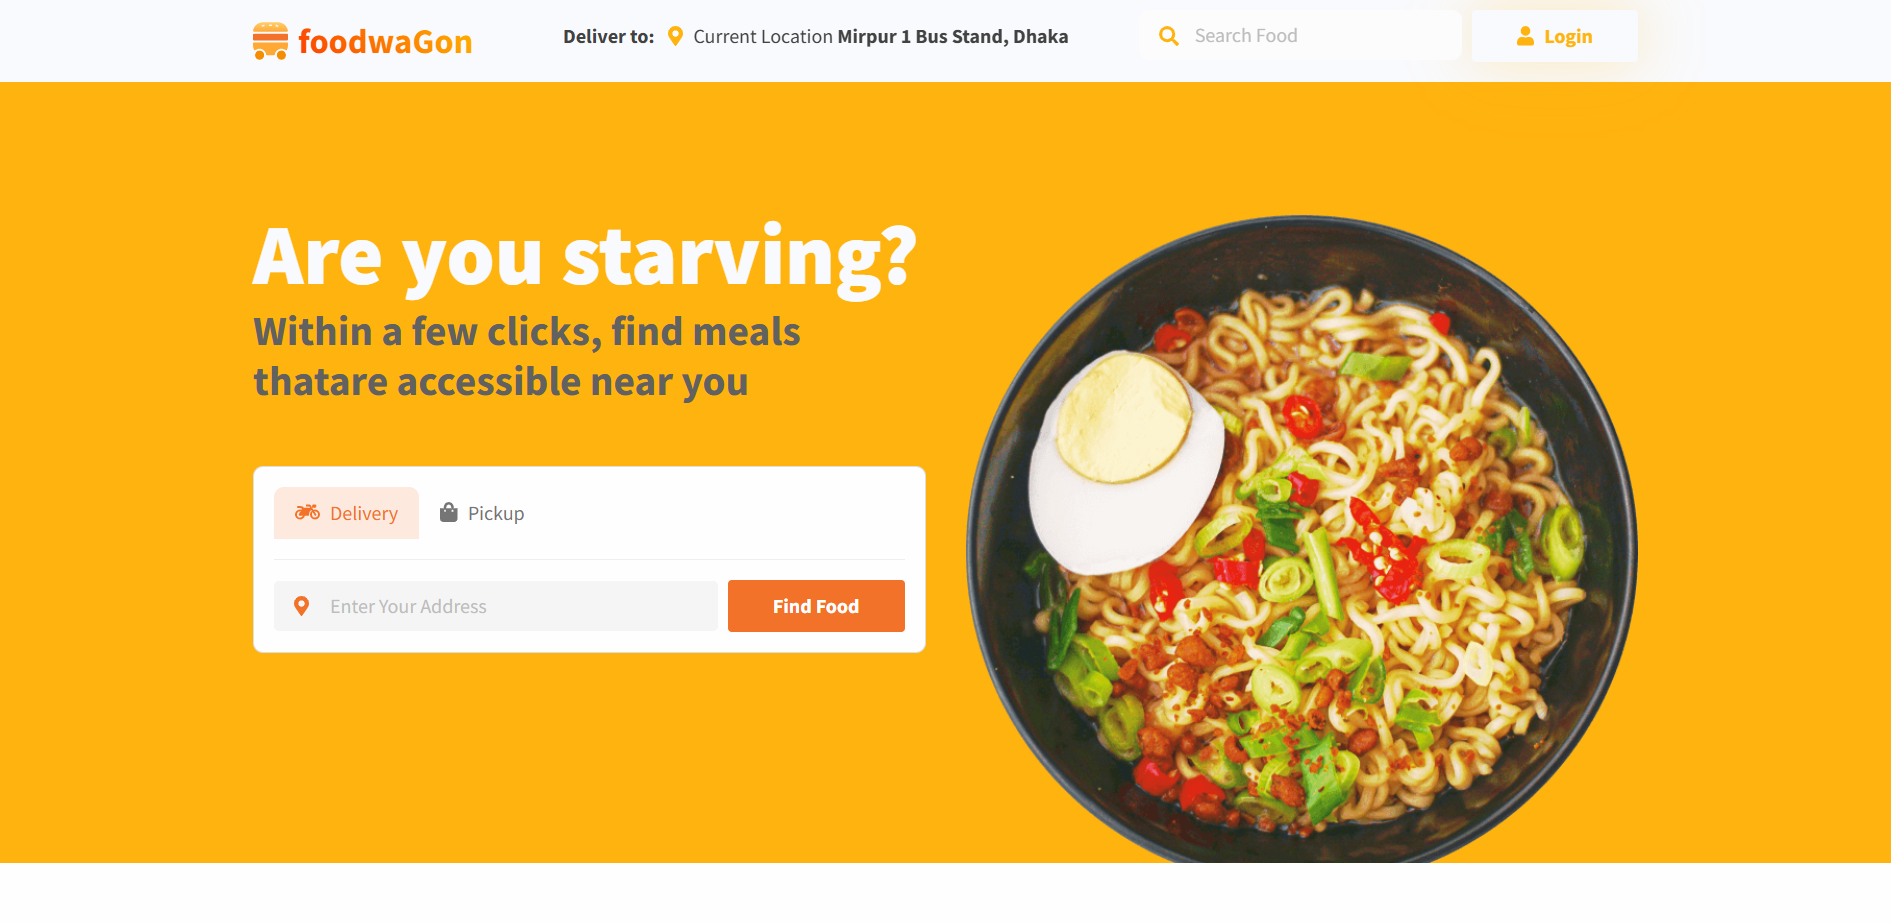 foodwaGon
Deliver to: Current Location Mirpur 1 Bus Stand, Dhaka
Search Food
Login
Are you starving?
Within a few clicks, find meals
thatare accessible near you
Delivery
Pickup
Enter Your Address
Find Food